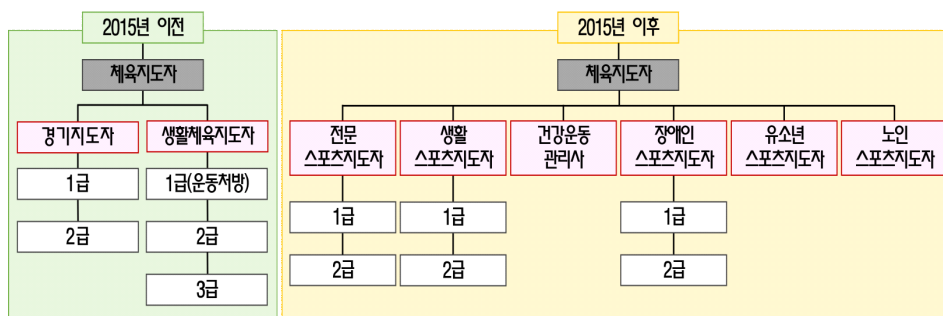 2015년 이전
체육지도자
경기지도자
생활체육지도자
1급
1급(운동처방)
2급
2급
3급
2015년 이후
체육지도자
전문
스포츠지도자
생활
스포츠지도자
건강운동
관리사
장애인
스포츠지도자
유소년
스포츠지도자
노인
스포츠지도자
1급
1급
1급
2급
2급
2급